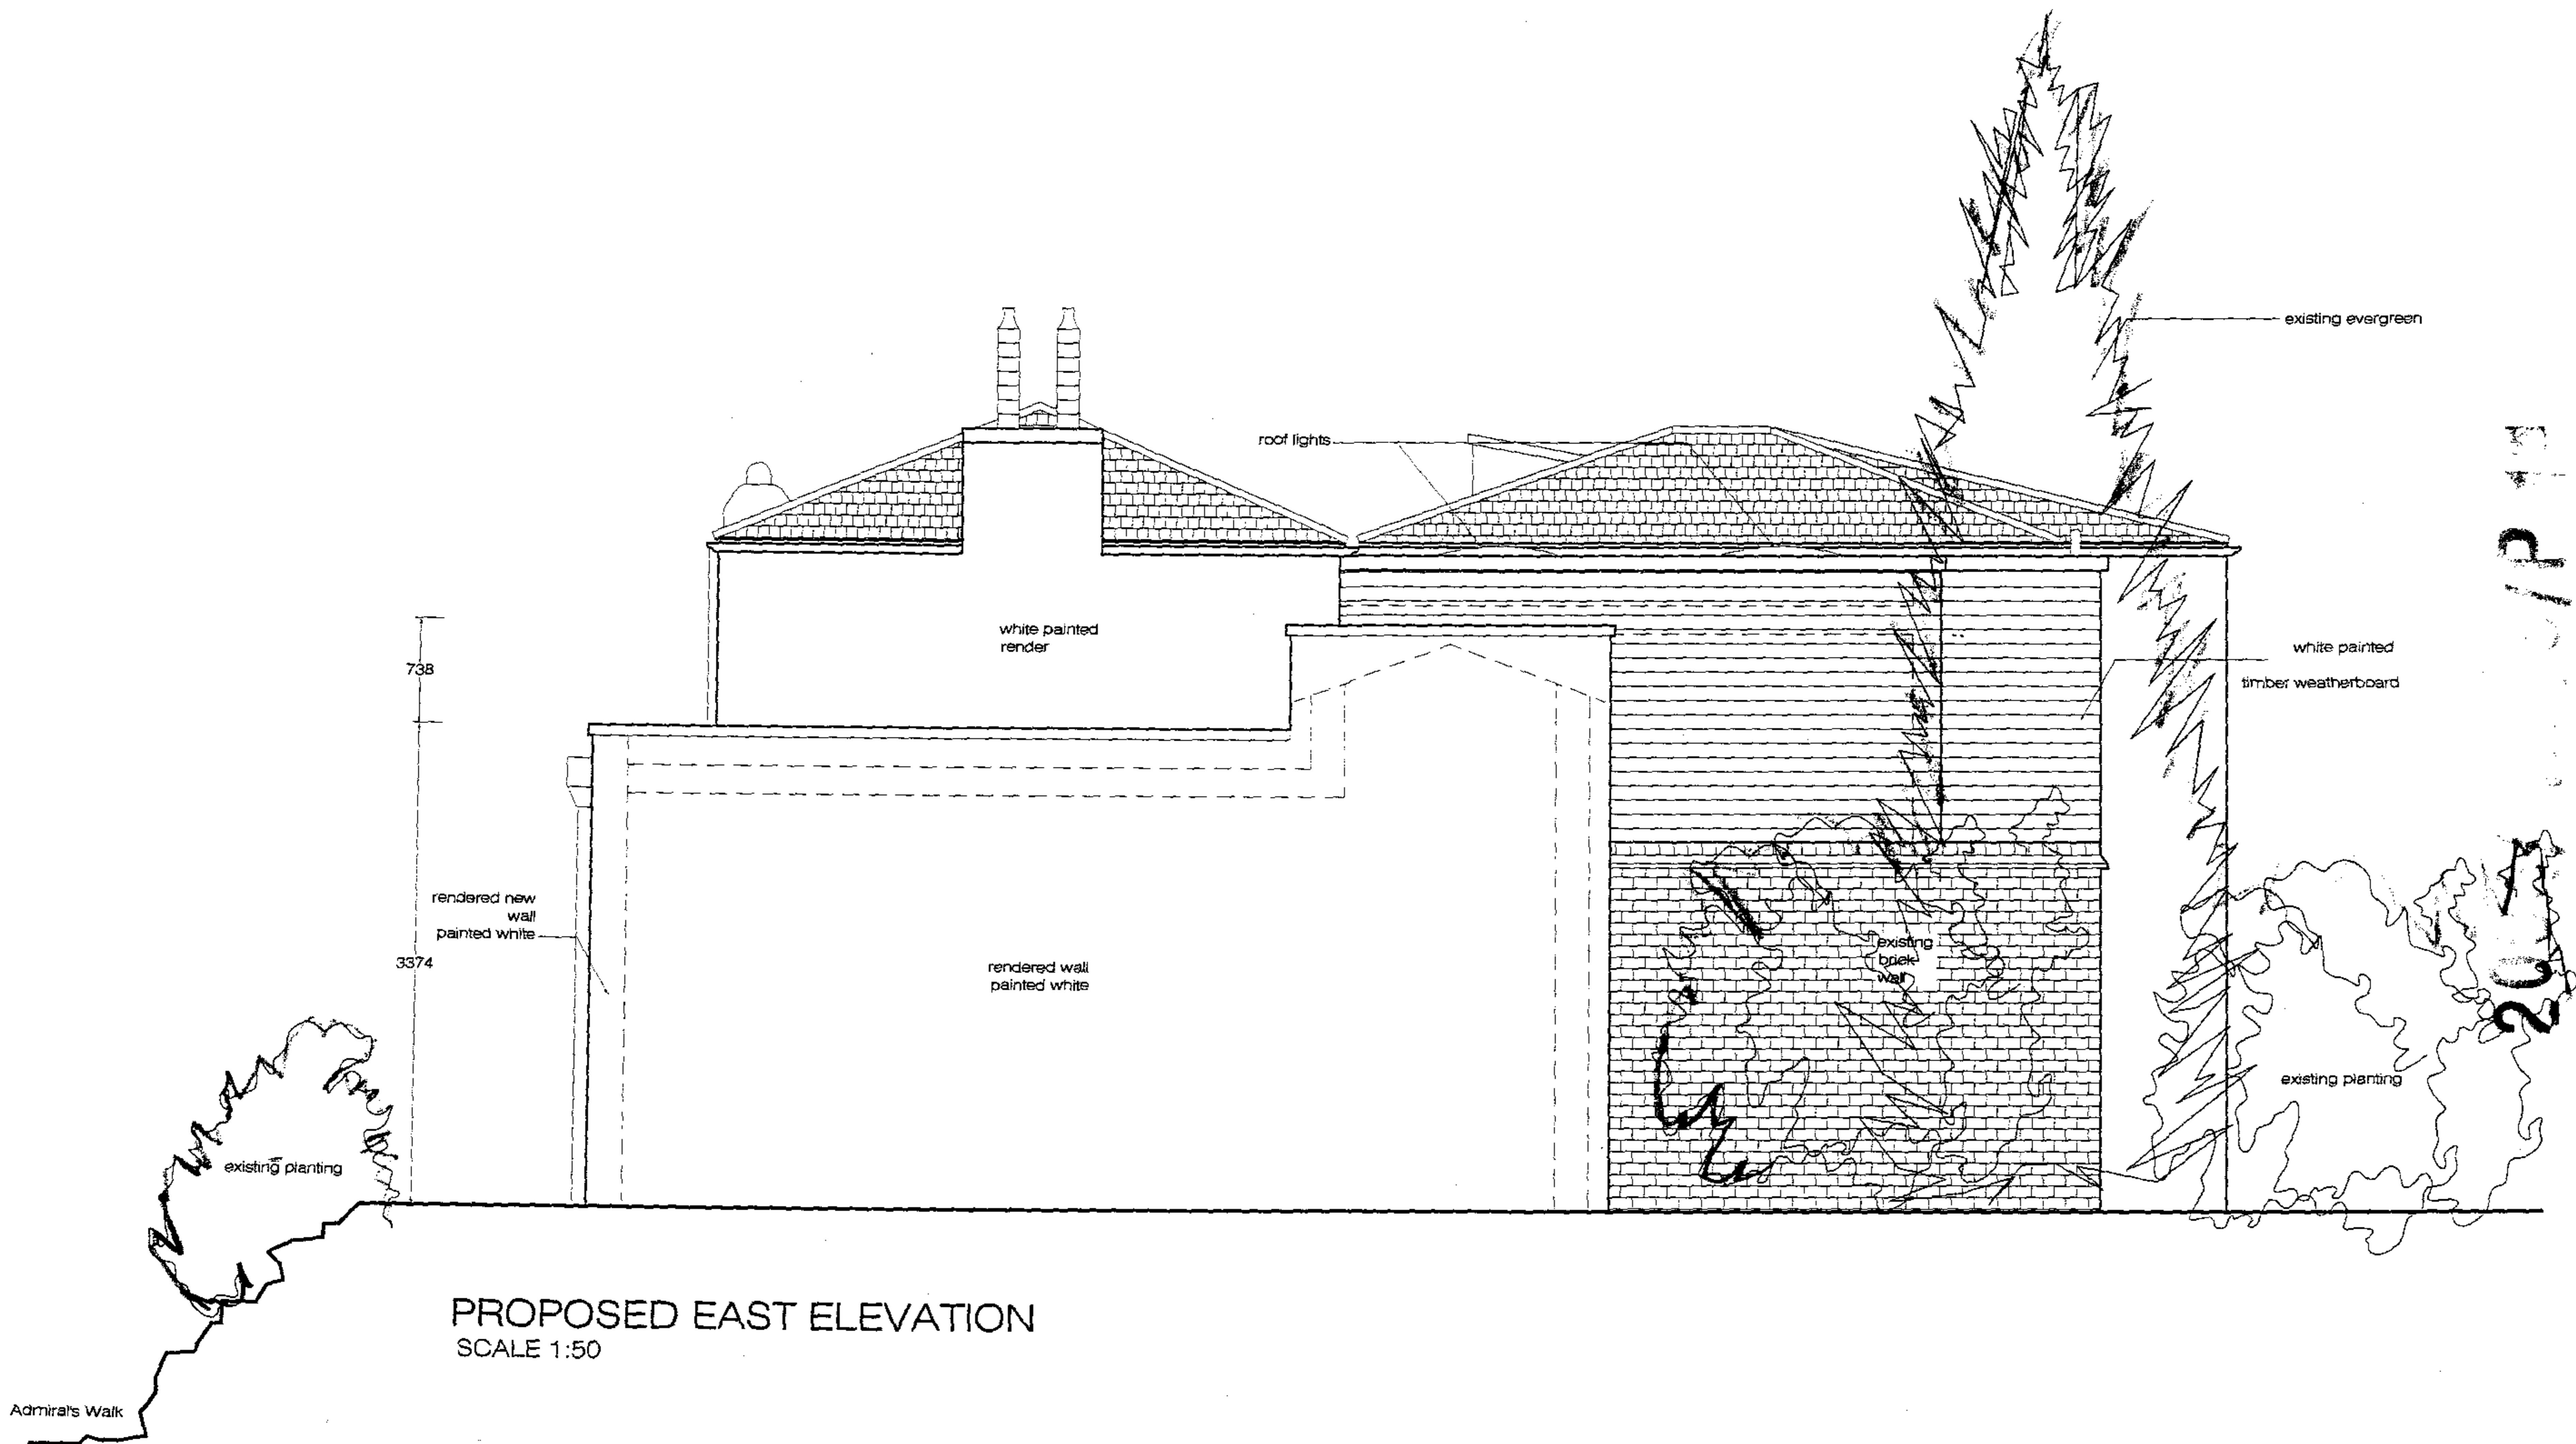 existing evergreen
roof lights
white painted
render
white painted
timber weatherboard
738
rendered new
wall
painted white
3374
rendered wall
painted white
existing
brick
wall
existing planting
existing planting
PROPOSED EAST ELEVATION
SCALE 1:50
Admiral's Walk